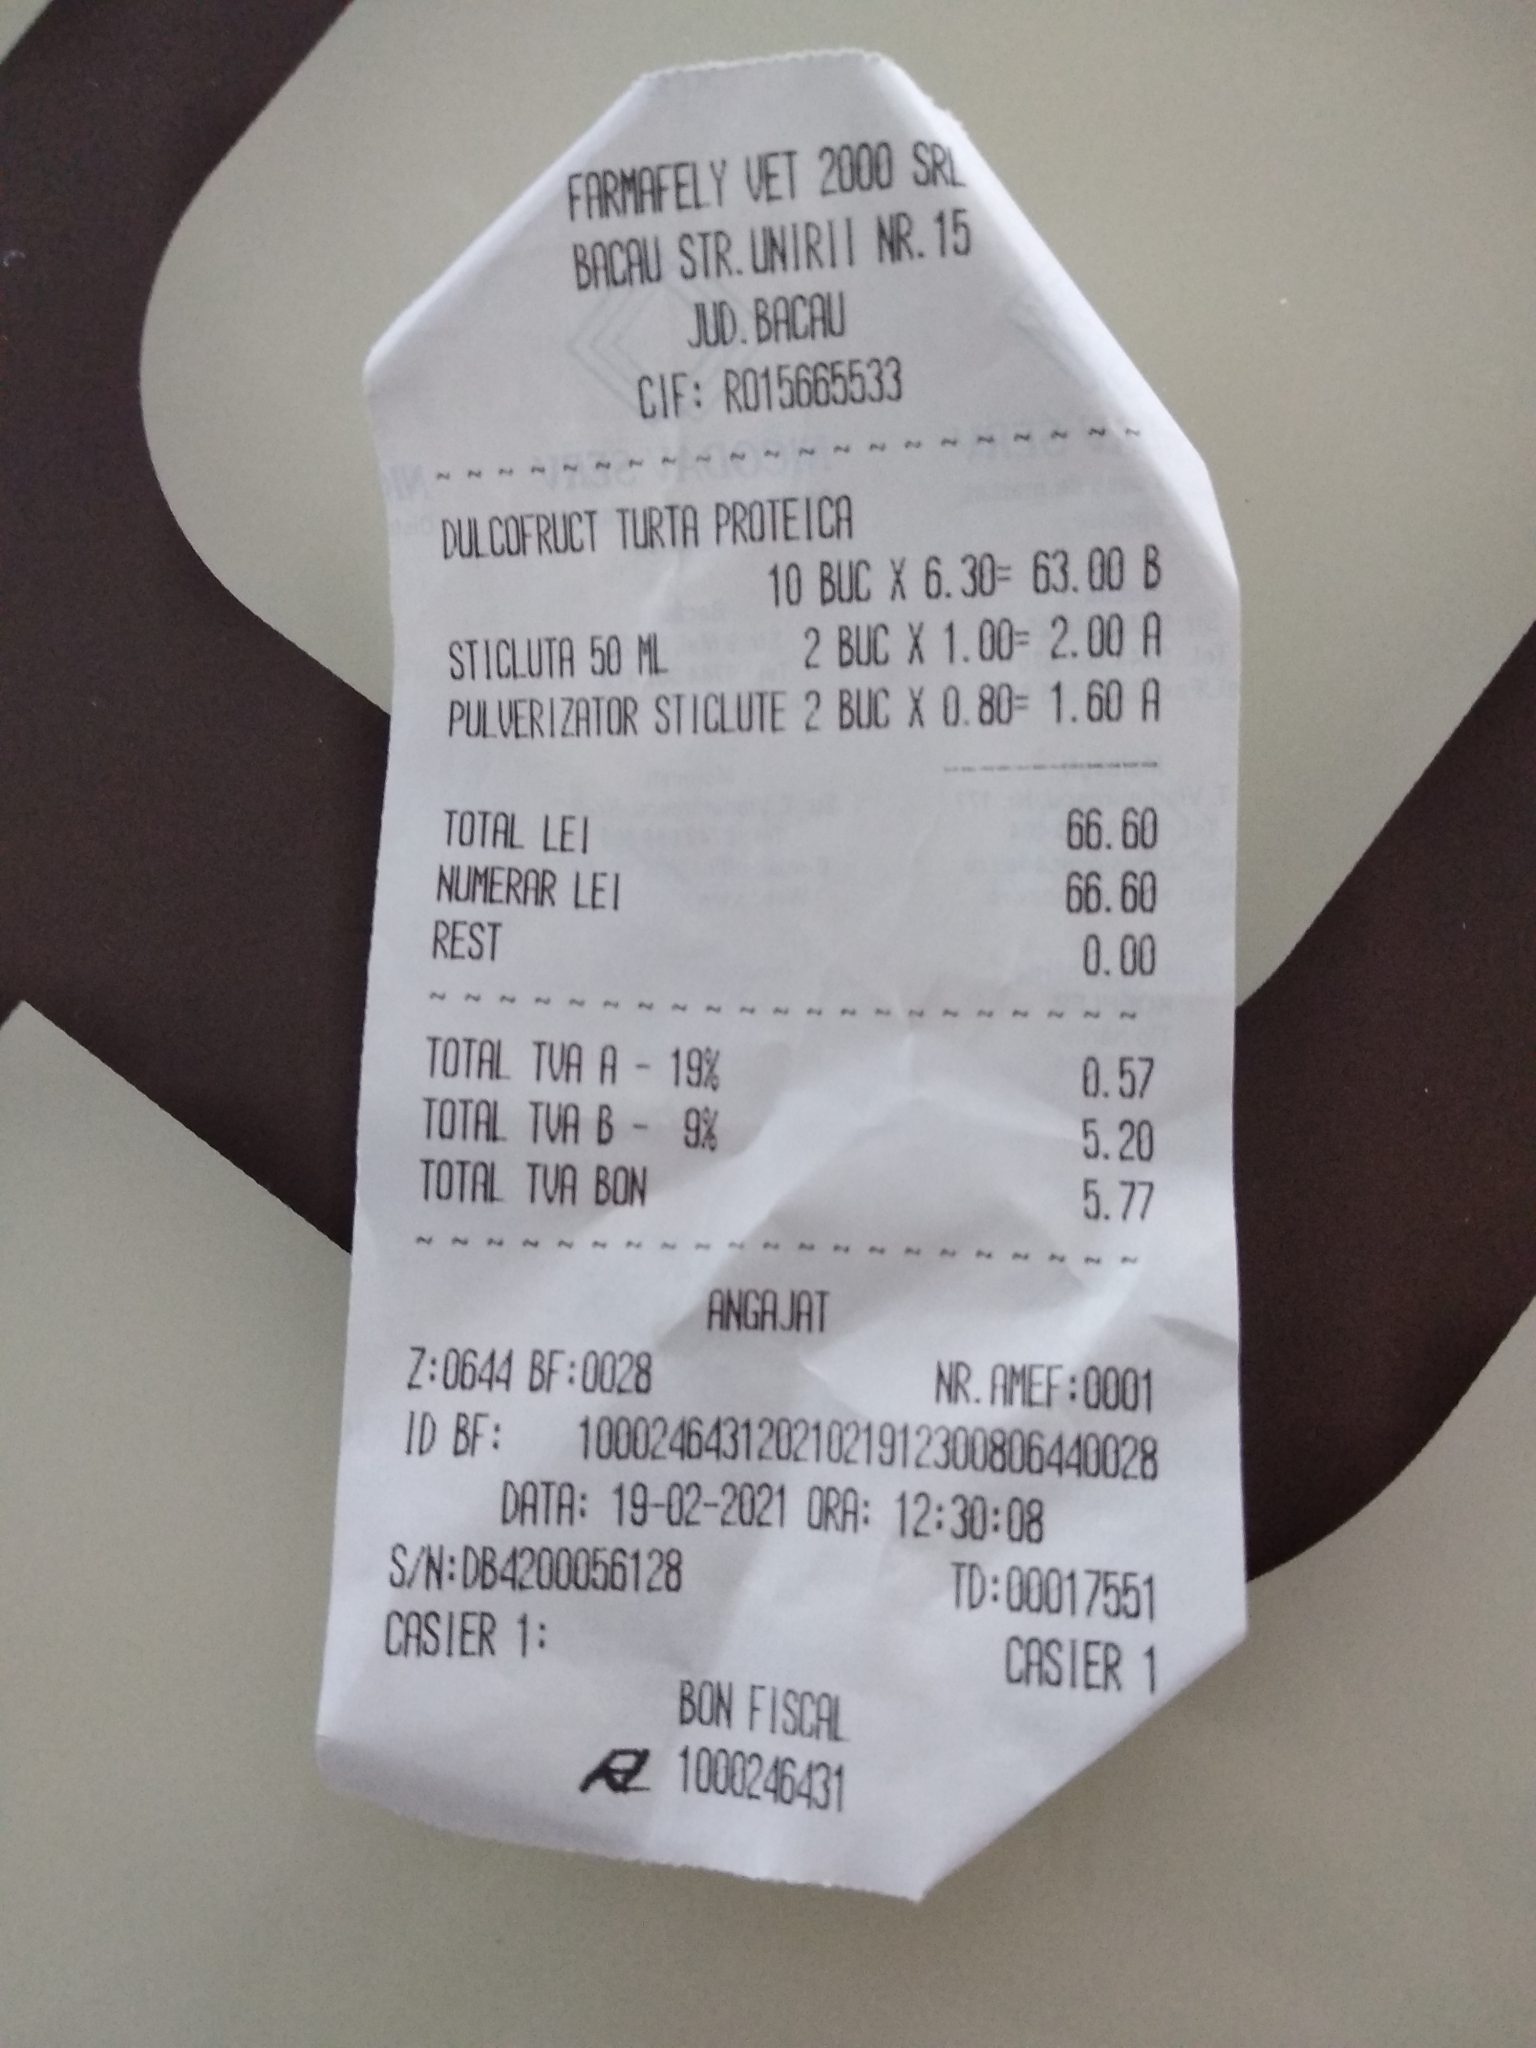 FARMAFELY VET 2000 SRL
BACAU STR.UNIRII NR.15
JUD.BACAU
CIF: RO15665533
~ ~ ~ ~ ~ ~ ~ ~ ~ ~ ~ ~ ~ ~ ~ ~ ~ ~ ~ ~ ~
DULCOFRUCT TURTA PROTEICA
10 BUC X 6.30= 63.00 B
STICLUTA 50 ML 2 BUC X 1.00= 2.00 A
PULVERIZATOR STICLUTE 2 BUC X 0.80= 1.60 A
------------
TOTAL LEI 66.60
NUMERAR LEI 66.60
REST 0.00
~ ~ ~ ~ ~ ~ ~ ~ ~ ~ ~ ~ ~ ~ ~ ~ ~ ~ ~ ~ ~
TOTAL TVA A - 19% 0.57
TOTAL TVA B - 9% 5.20
TOTAL TVA BON 5.77
~ ~ ~ ~ ~ ~ ~ ~ ~ ~ ~ ~ ~ ~ ~ ~ ~ ~ ~ ~ ~
ANGAJAT
Z:0644 BF:0028 NR.AMEF:0001
ID BF: 10002464312021021912300806440028
DATA: 19-02-2021 ORA: 12:30:08
S/N:DB4200056128 TD:00017551
CASIER 1: CASIER 1
BON FISCAL
1000246431